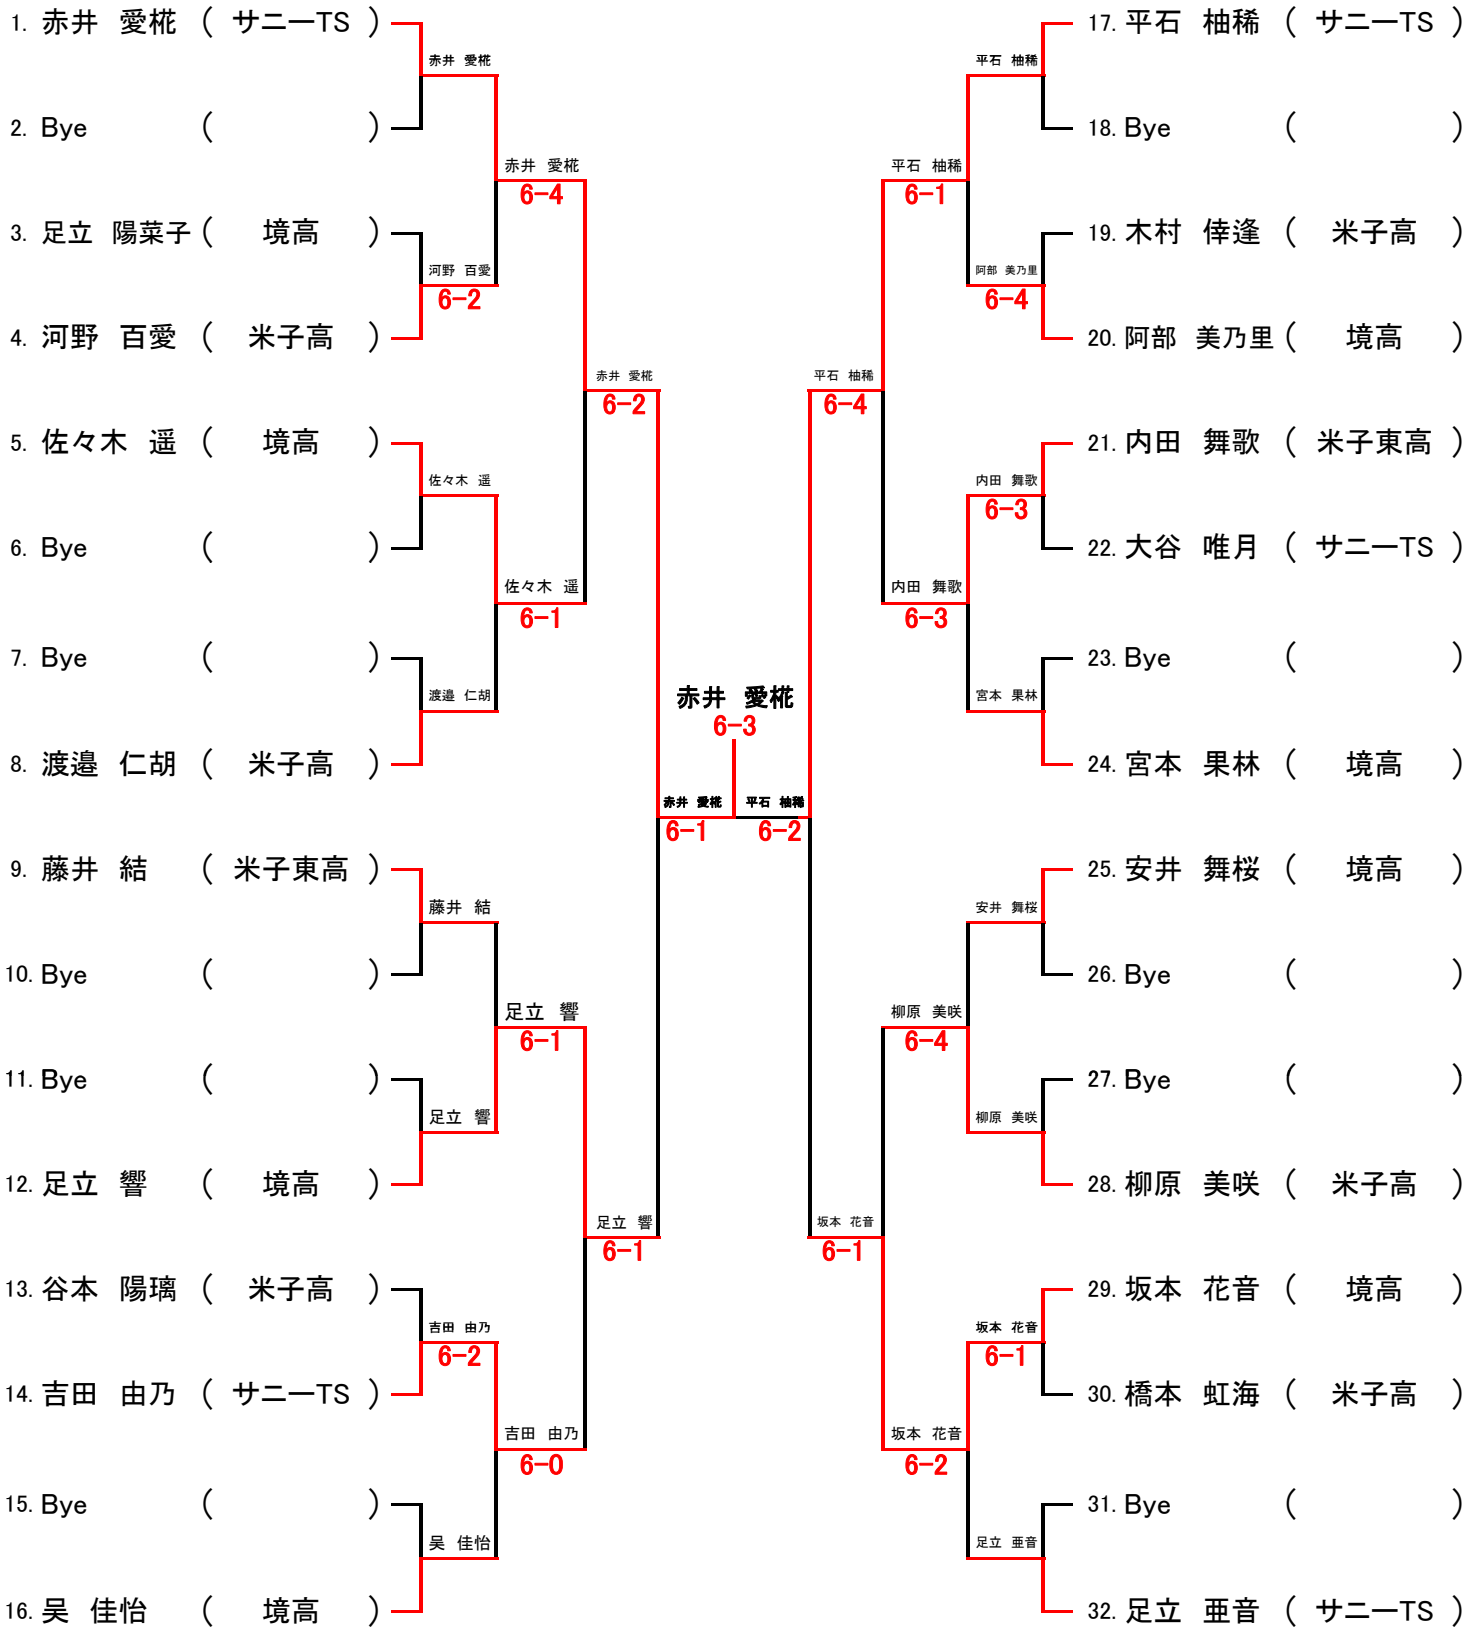 1. 赤井 愛椛 ( サニーTS )
2. Bye ( )
3. 足立 陽菜子 ( 境高 )
4. 河野 百愛 ( 米子高 )
5. 佐々木 遥 ( 境高 )
6. Bye ( )
7. Bye ( )
8. 渡邉 仁胡 ( 米子高 )
9. 藤井 結 ( 米子東高 )
10. Bye ( )
11. Bye ( )
12. 足立 響 ( 境高 )
13. 谷本 陽璃 ( 米子高 )
14. 吉田 由乃 ( サニーTS )
15. Bye ( )
16. 吴 佳怡 ( 境高 )
赤井 愛椛
河野 百愛
6-2
佐々木 遥
渡邉 仁胡
藤井 結
足立 響
吉田 由乃
6-2
吴 佳怡
赤井 愛椛
6-4
佐々木 遥
6-1
足立 響
6-1
吉田 由乃
6-0
赤井 愛椛
6-2
足立 響
6-1
赤井 愛椛
6-1
赤井 愛椛
6-3
平石 柚稀
6-2
平石 柚稀
6-4
坂本 花音
6-1
平石 柚稀
6-1
内田 舞歌
6-3
柳原 美咲
6-4
坂本 花音
6-2
平石 柚稀
阿部 美乃里
6-4
内田 舞歌
6-3
宮本 果林
安井 舞桜
柳原 美咲
坂本 花音
6-1
足立 亜音
17. 平石 柚稀 ( サニーTS )
18. Bye ( )
19. 木村 倖逢 ( 米子高 )
20. 阿部 美乃里 ( 境高 )
21. 内田 舞歌 ( 米子東高 )
22. 大谷 唯月 ( サニーTS )
23. Bye ( )
24. 宮本 果林 ( 境高 )
25. 安井 舞桜 ( 境高 )
26. Bye ( )
27. Bye ( )
28. 柳原 美咲 ( 米子高 )
29. 坂本 花音 ( 境高 )
30. 橋本 虹海 ( 米子高 )
31. Bye ( )
32. 足立 亜音 ( サニーTS )